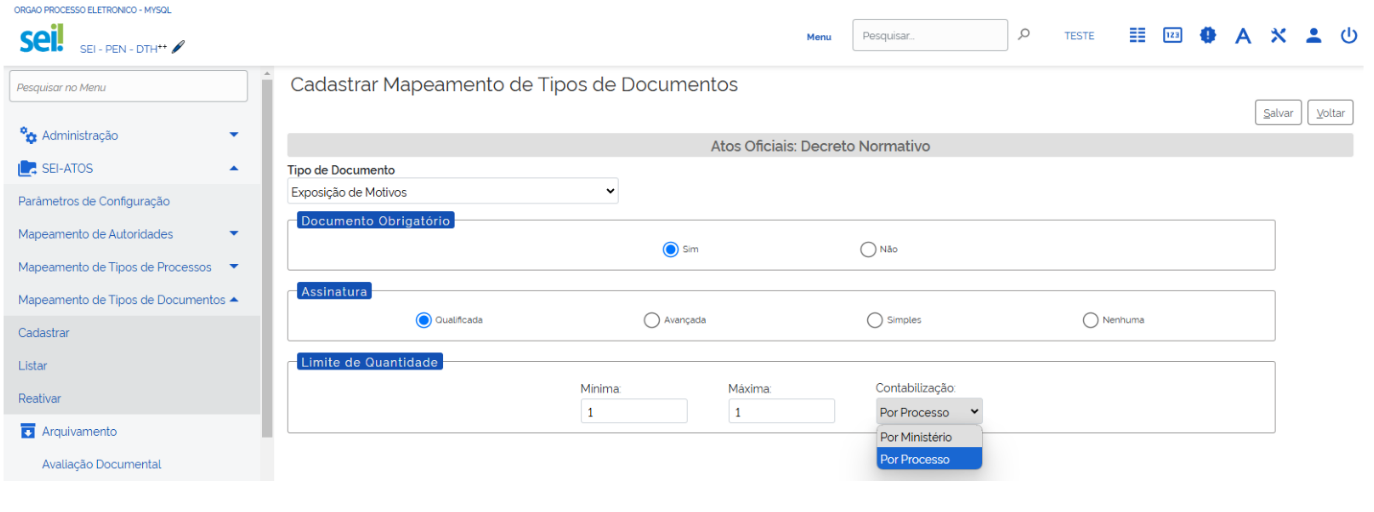 ORGAO PROCESSO ELETRONICO - MYSQL
sei!
SEI - PEN - DTH++
Menu
Pesquisar...
TESTE
123
A
Pesquisar no Menu
Administração
SEI-ATOS
Parâmetros de Configuração
Mapeamento de Autoridades
Mapeamento de Tipos de Processos
Mapeamento de Tipos de Documentos
Cadastrar
Listar
Reativar
Arquivamento
Avaliação Documental
Cadastrar Mapeamento de Tipos de Documentos
Salvar Voltar
Atos Oficiais: Decreto Normativo
Tipo de Documento
Exposição de Motivos
Documento Obrigatório
Sim Não
Assinatura
Qualificada Avançada Simples Nenhuma
Limite de Quantidade
Mínima: Máxima: Contabilização:
1 1 Por Processo
Por Ministério
Por Processo